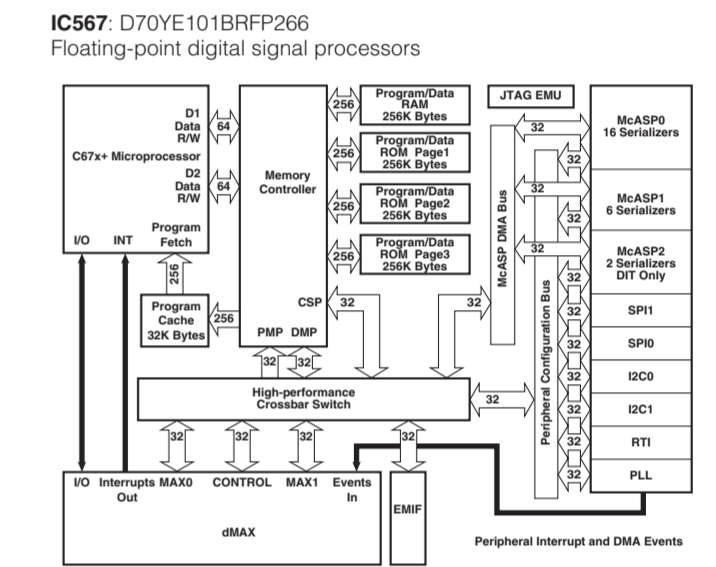 IC567: D70YE101BRFP266
Floating-point digital signal processors
D1
Data
R/W
C67x+ Microprocessor
D2
Data
R/W
I/O
INT
Program
Fetch
64
64
256
Program
Cache
32K Bytes
256
Memory
Controller
CSP
PMP DMP
32
32
256
Program/Data
RAM
256K Bytes
256
Program/Data
ROM Page1
256K Bytes
256
Program/Data
ROM Page2
256K Bytes
256
Program/Data
ROM Page3
256K Bytes
32
32
JTAG EMU
McASP DMA Bus
32
32
32
Peripheral Configuration Bus
32
32
32
32
32
32
32
32
32
McASP0
16 Serializers
McASP1
6 Serializers
McASP2
2 Serializers
DIT Only
SPI1
SPI0
I2C0
I2C1
RTI
PLL
High-performance
Crossbar Switch
32
32
32
32
32
I/O
Interrupts
Out
MAX0
CONTROL
MAX1
Events
In
dMAX
EMIF
Peripheral Interrupt and DMA Events